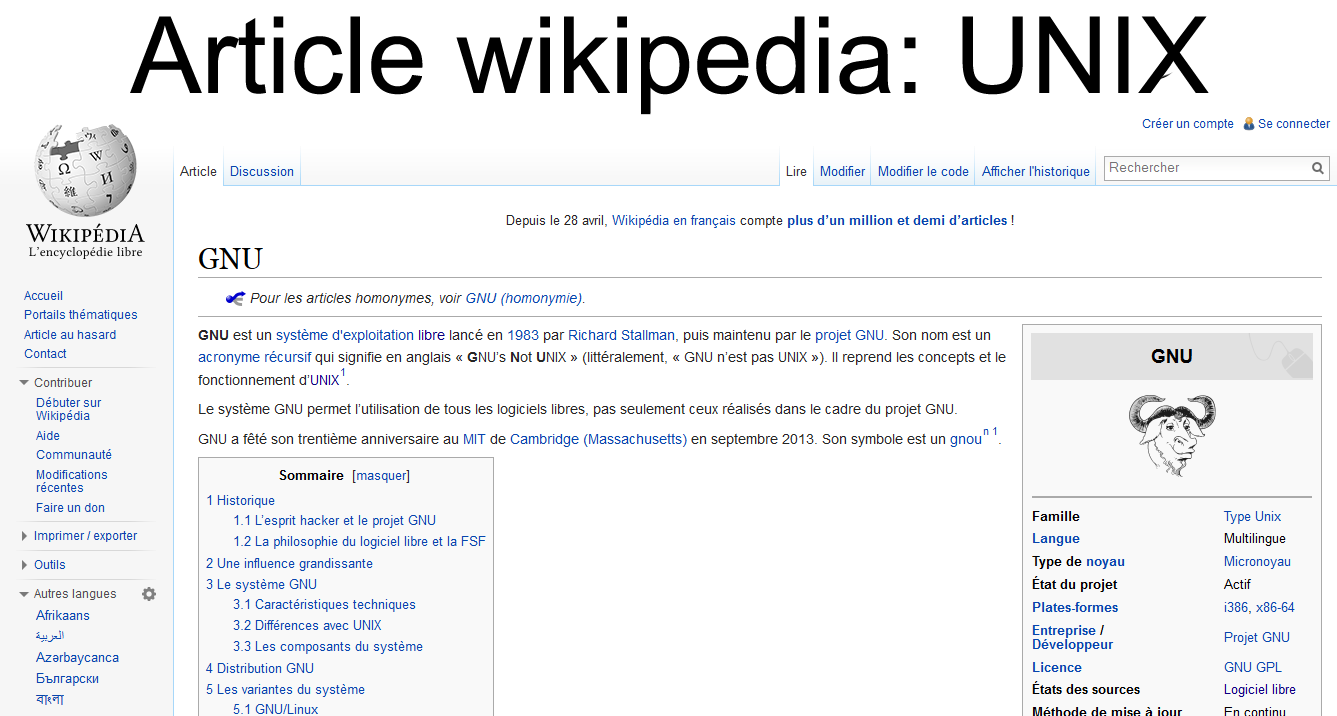 Article wikipedia: UNIX
Créer un compte Se connecter
Article Discussion Lire Modifier Modifier le code Afficher l'historique Rechercher
WIKIPÉDIA
L'encyclopédie libre
Accueil
Portails thématiques
Article au hasard
Contact
Contribuer
Débuter sur
Wikipédia
Aide
Communauté
Modifications
récentes
Faire un don
Imprimer / exporter
Outils
Autres langues
Afrikaans
العربية
Azərbaycanca
Български
বাংলা
Depuis le 28 avril, Wikipédia en français compte plus d’un million et demi d’articles !
GNU
Pour les articles homonymes, voir GNU (homonymie).
GNU est un système d'exploitation libre lancé en 1983 par Richard Stallman, puis maintenu par le projet GNU. Son nom est un
acronyme récursif qui signifie en anglais « GNU’s Not UNIX » (littéralement, « GNU n’est pas UNIX »). Il reprend les concepts et le
fonctionnement d’UNIX1.
Le système GNU permet l’utilisation de tous les logiciels libres, pas seulement ceux réalisés dans le cadre du projet GNU.
GNU a fêté son trentième anniversaire au MIT de Cambridge (Massachusetts) en septembre 2013. Son symbole est un gnoun 1.
Sommaire [masquer]
1 Historique
1.1 L’esprit hacker et le projet GNU
1.2 La philosophie du logiciel libre et la FSF
2 Une influence grandissante
3 Le système GNU
3.1 Caractéristiques techniques
3.2 Différences avec UNIX
3.3 Les composants du système
4 Distribution GNU
5 Les variantes du système
5.1 GNU/Linux
GNU
Famille Type Unix
Langue Multilingue
Type de noyau Micronoyau
État du projet Actif
Plates-formes i386, x86-64
Entreprise /
Développeur Projet GNU
Licence GNU GPL
États des sources Logiciel libre
Méthode de mise à jour En continu